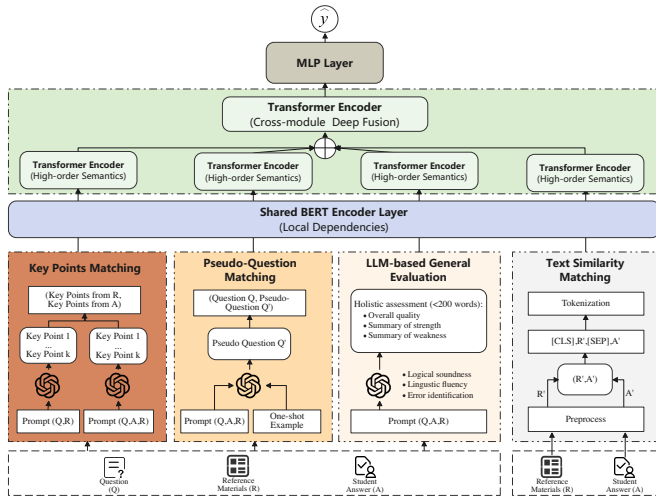 ŷ
MLP Layer
Transformer Encoder
(Cross-module Deep Fusion)
Transformer Encoder
(High-order Semantics)
Transformer Encoder
(High-order Semantics)
Transformer Encoder
(High-order Semantics)
Transformer Encoder
(High-order Semantics)
Shared BERT Encoder Layer
(Local Dependencies)
Key Points Matching
(Key Points from R,
Key Points from A)
Key Point 1
...
Key Point k
Key Point 1
...
Key Point k
Prompt (Q,R)
Prompt (Q,A,R)
Pseudo-Question
Matching
(Question Q, Pseudo-
Question Q')
Pseudo Question Q'
Prompt (Q,A,R)
One-shot
Example
LLM-based General
Evaluation
Holistic assessment (<200 words):
• Overall quality
• Summary of strength
• Summary of weakness
• Logical soundness
• Lingustic fluency
• Error identification
Prompt (Q,A,R)
Text Similarity
Matching
Tokenization
[CLS],R',[SEP],A'
(R',A')
R'
A'
Preprocess
Question
(Q)
Reference
Materials (R)
Student
Answer (A)
Reference
Materials (R)
Student
Answer (A)